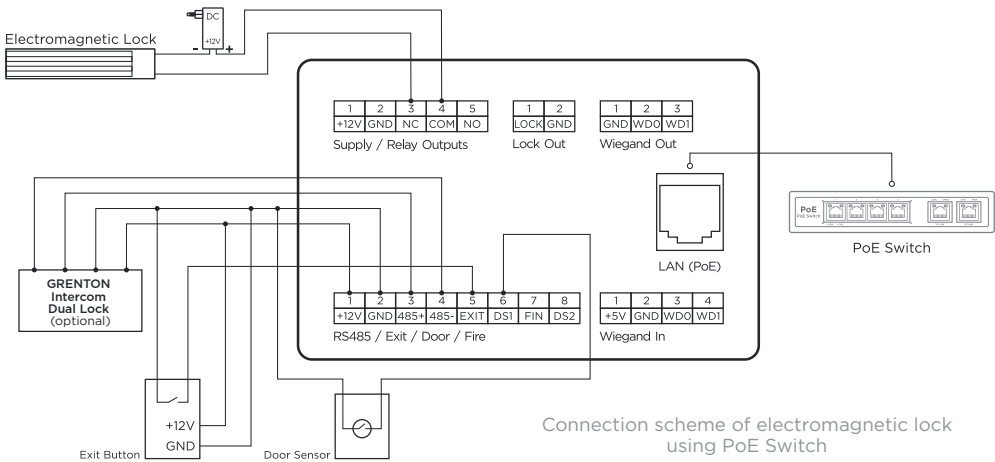 DC
+12V
- +
Electromagnetic Lock
1 2 3 4 5
+12V GND NC COM NO
Supply / Relay Outputs
1 2
LOCK GND
Lock Out
1 2 3
GND WD0 WD1
Wiegand Out
LAN (PoE)
PoE
PoE Switch
PoE Switch
GRENTON
Intercom
Dual Lock
(optional)
1 2 3 4 5 6 7 8
+12V GND 485+ 485- EXIT DS1 FIN DS2
RS485 / Exit / Door / Fire
1 2 3 4
+5V GND WD0 WD1
Wiegand In
+12V
GND
Exit Button
Door Sensor
Connection scheme of electromagnetic lock
using PoE Switch